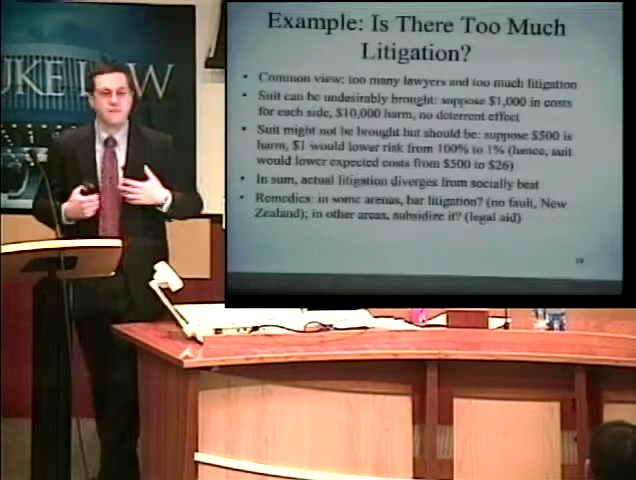 Example: Is There Too Much
Litigation?
• Common view: too many lawyers and too much litigation
• Suit can be undesirably brought: suppose $1,000 in costs
for each side, $10,000 harm, no deterrent effect
• Suit might not be brought but should be: suppose $500 is
harm, $1 would lower risk from 100% to 1% (hence, suit
would lower expected costs from $500 to $26)
• In sum, actual litigation diverges from socially best
• Remedies: in some arenas, bar litigation? (no fault, New
Zealand); in other areas, subsidize it? (legal aid)
UKE LAW